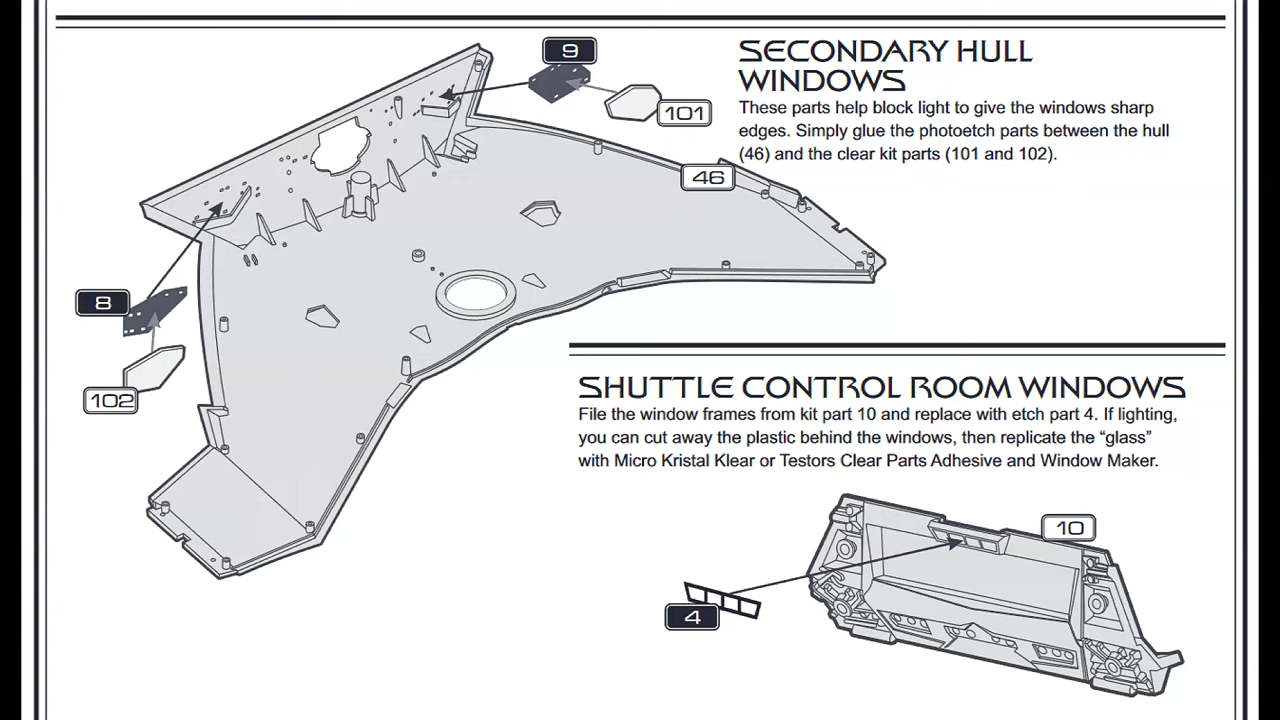 9
SECONDARY HULL
WINDOWS
101
These parts help block light to give the windows sharp
edges. Simply glue the photoetch parts between the hull
(46) and the clear kit parts (101 and 102).
46
8
102
SHUTTLE CONTROL ROOM WINDOWS
File the window frames from kit part 10 and replace with etch part 4. If lighting,
you can cut away the plastic behind the windows, then replicate the “glass”
with Micro Kristal Klear or Testors Clear Parts Adhesive and Window Maker.
10
4